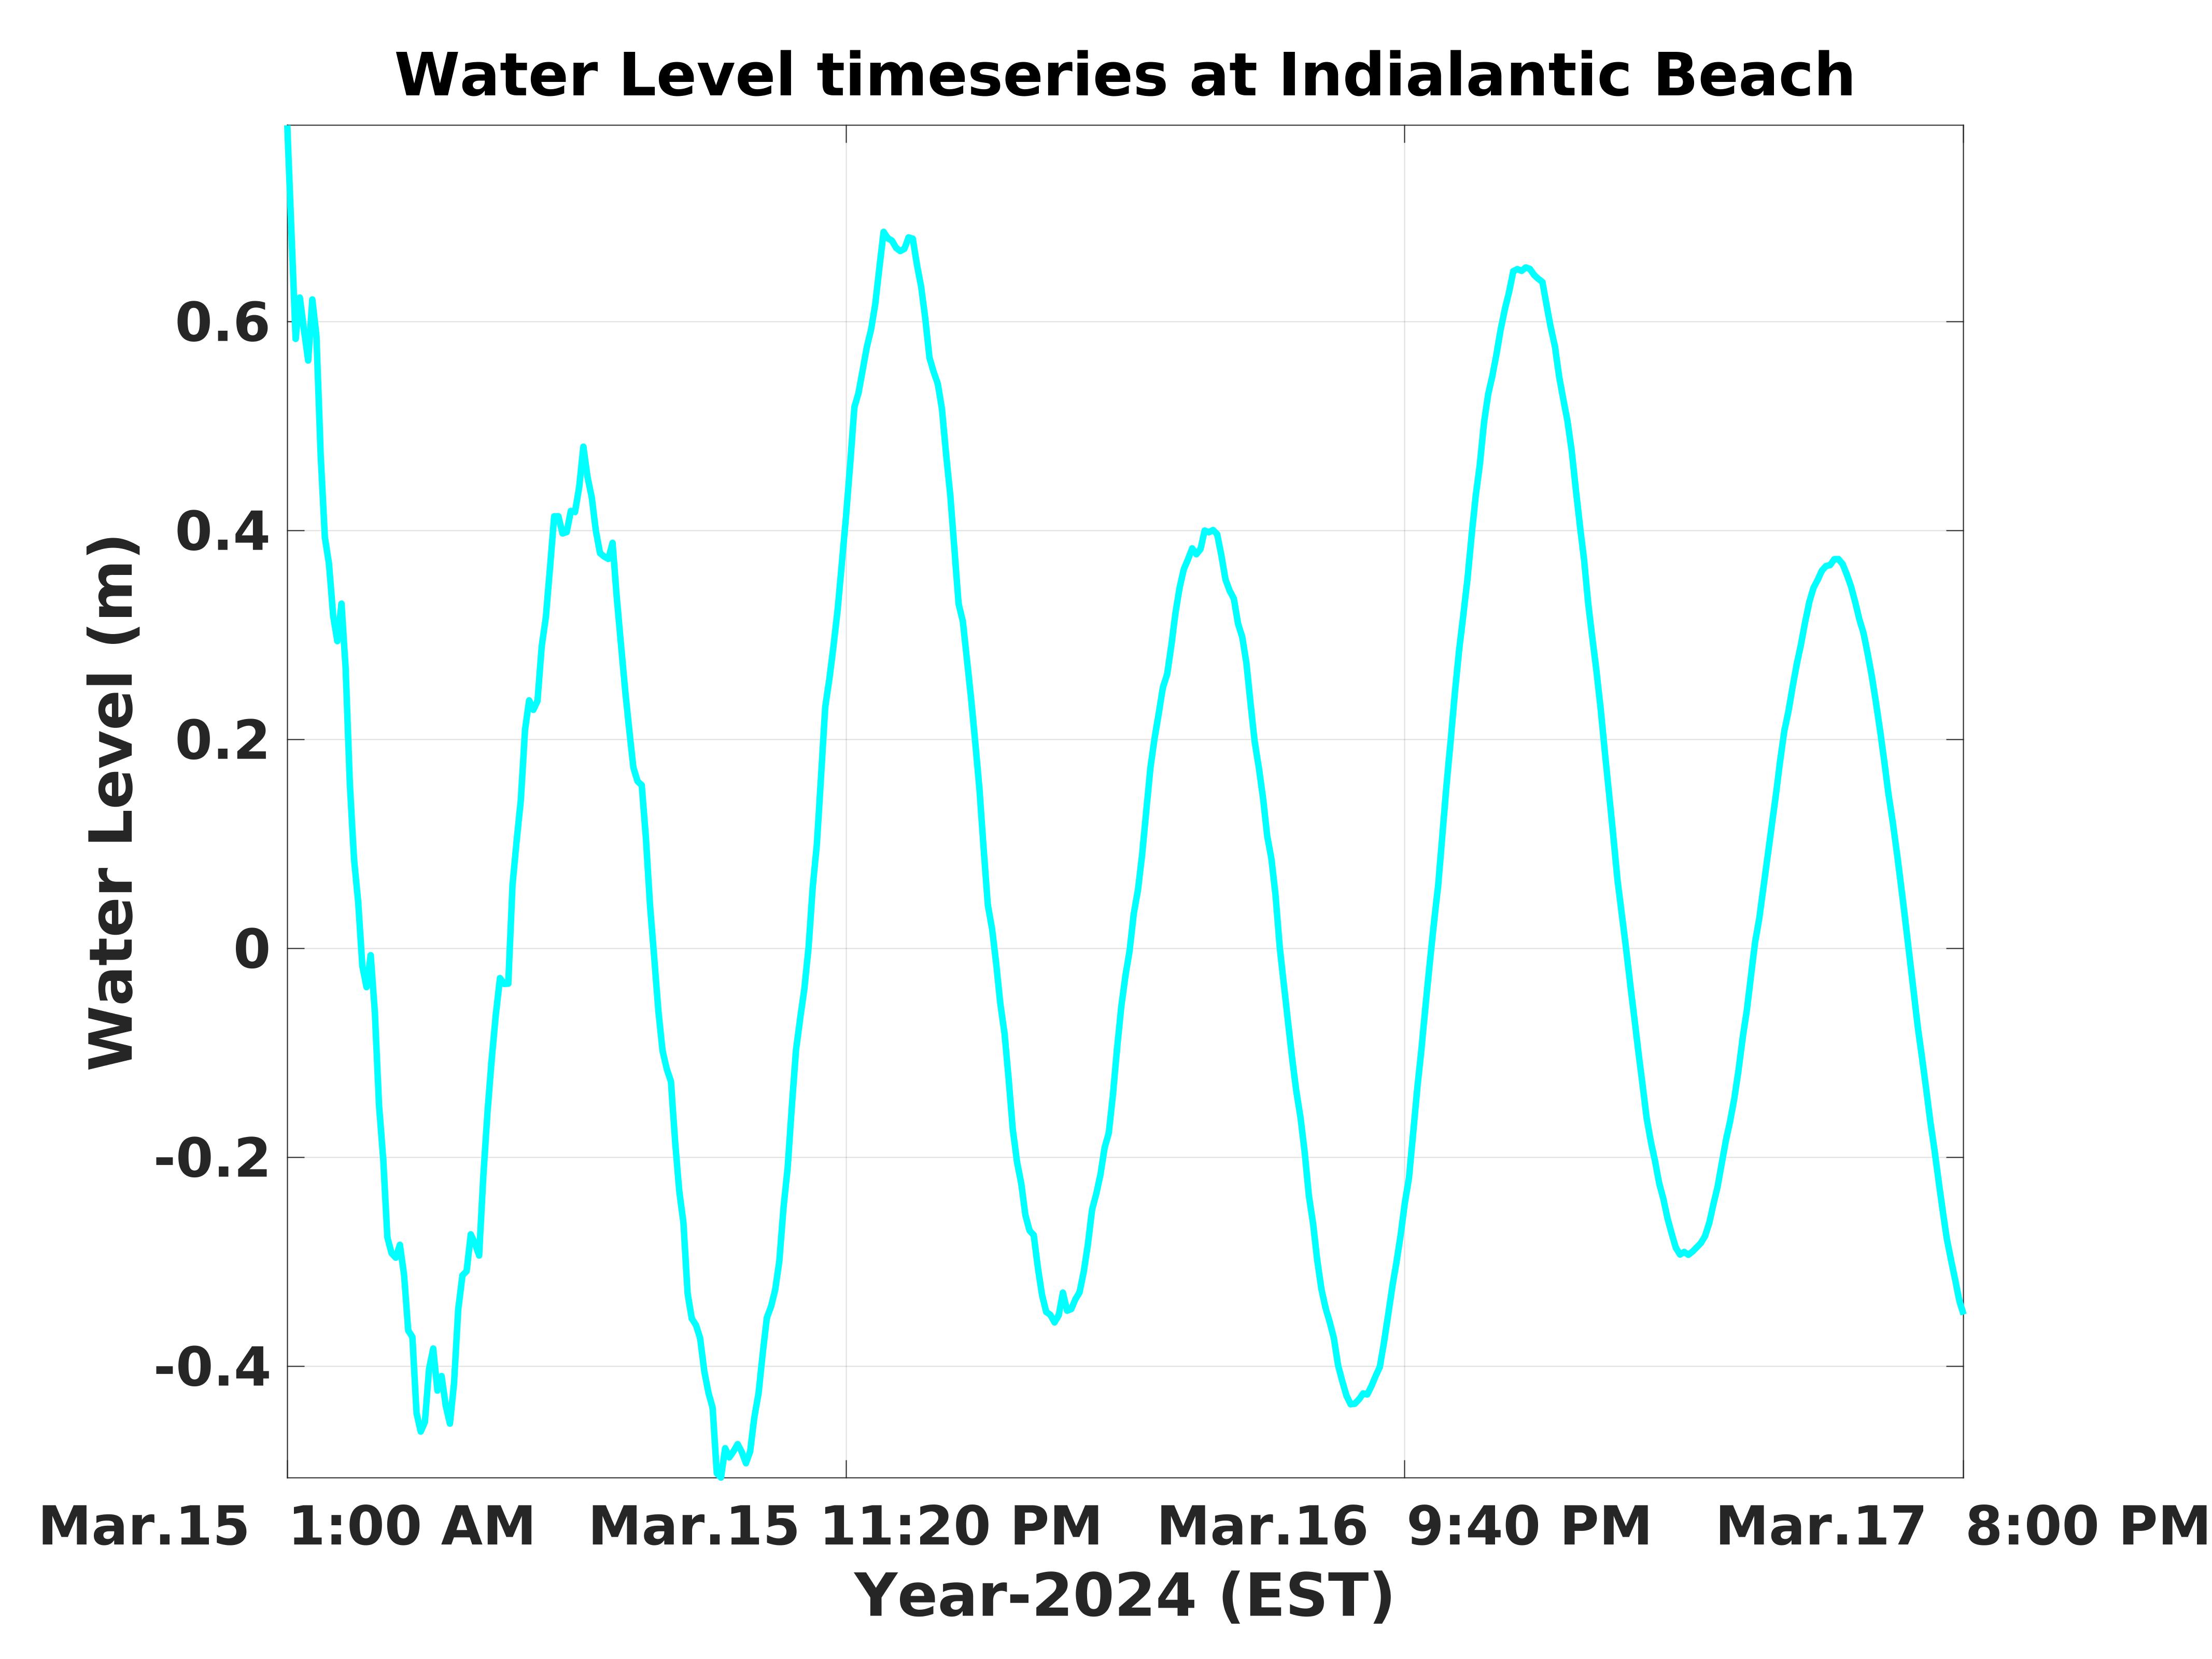 Water Level timeseries at Indialantic Beach
Water Level (m)
0.6
0.4
0.2
0
-0.2
-0.4
Mar.15 1:00 AM Mar.15 11:20 PM Mar.16 9:40 PM Mar.17 8:00 PM
Year-2024 (EST)